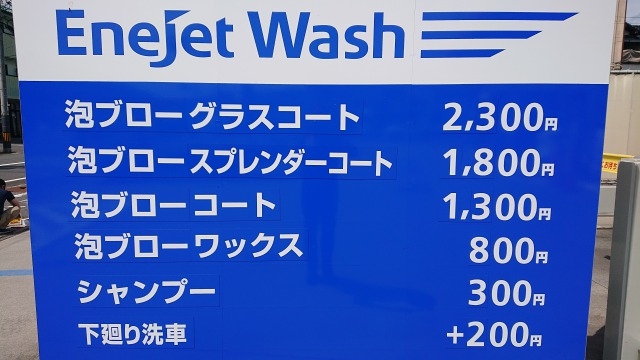 Enejet Wash
泡ブロー グラスコート 2,300円
泡ブロー スプレンダーコート 1,800円
泡ブロー コート 1,300円
泡ブロー ワックス 800円
シャンプー 300円
下廻り洗車 +200円